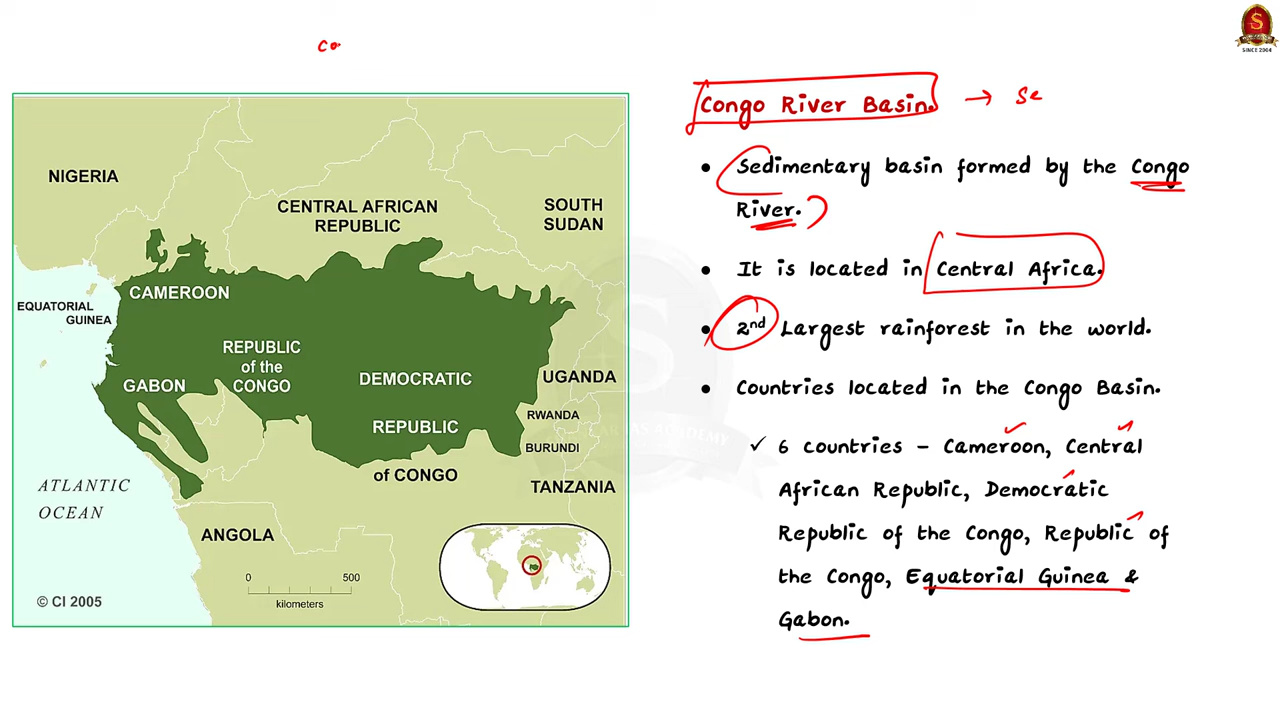 co
S
SINCE 2004
Congo River Basin. → Se
• Sedimentary basin formed by the Congo
River.
• It is located in Central Africa.
• 2nd Largest rainforest in the world.
• Countries located in the Congo Basin.
✓ 6 countries – Cameroon, Central
African Republic, Democratic
Republic of the Congo, Republic of
the Congo, Equatorial Guinea &
Gabon.
NIGERIA
CENTRAL AFRICAN
REPUBLIC
SOUTH
SUDAN
CAMEROON
EQUATORIAL
GUINEA
REPUBLIC
of the
CONGO
GABON
DEMOCRATIC
REPUBLIC
of CONGO
UGANDA
RWANDA
BURUNDI
TANZANIA
ATLANTIC
OCEAN
ANGOLA
0 500
kilometers
© CI 2005